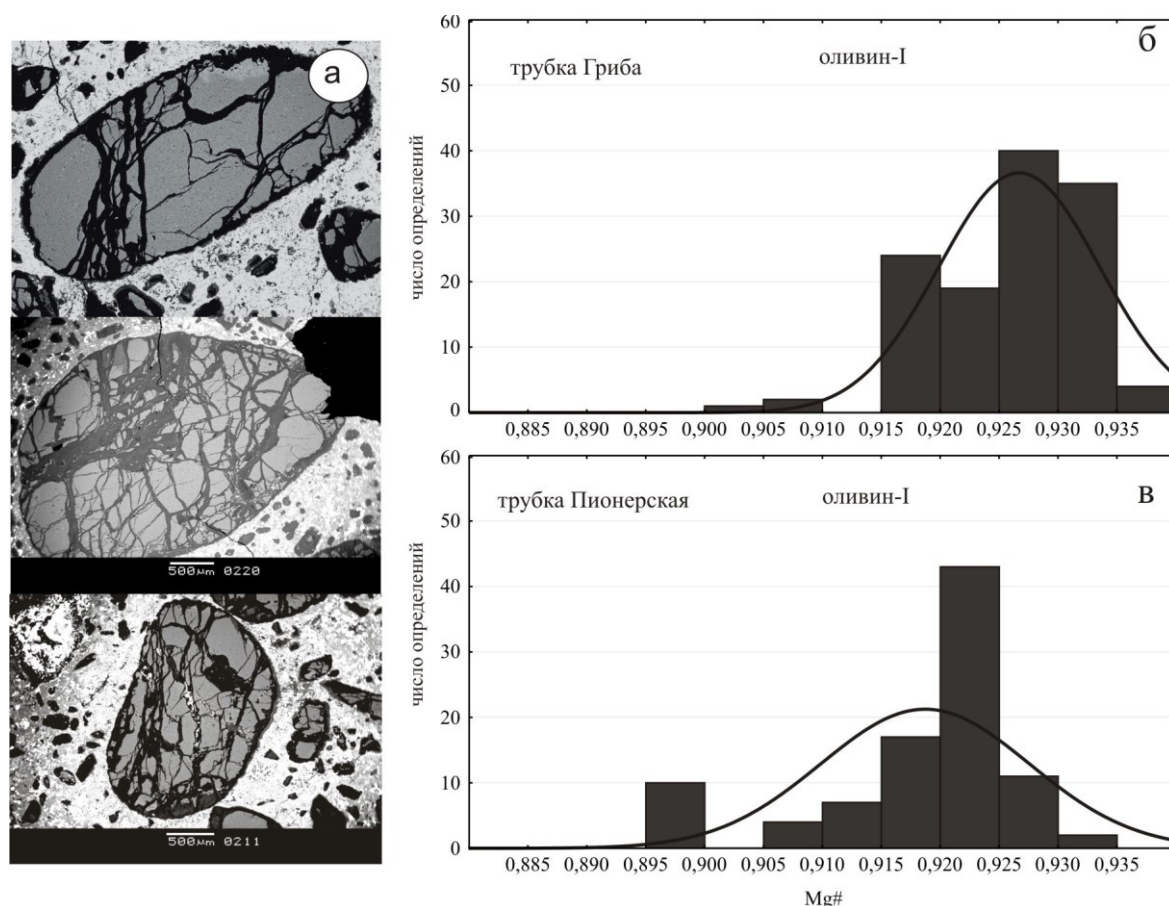 а
500μm 0220
500μm 0211
60
50
40
30
20
10
0
число определений
трубка Гриба
оливин-I
б
0,885 0,890 0,895 0,900 0,905 0,910 0,915 0,920 0,925 0,930 0,935
60
50
40
30
20
10
0
число определений
трубка Пионерская
оливин-I
в
0,885 0,890 0,895 0,900 0,905 0,910 0,915 0,920 0,925 0,930 0,935
Mg#